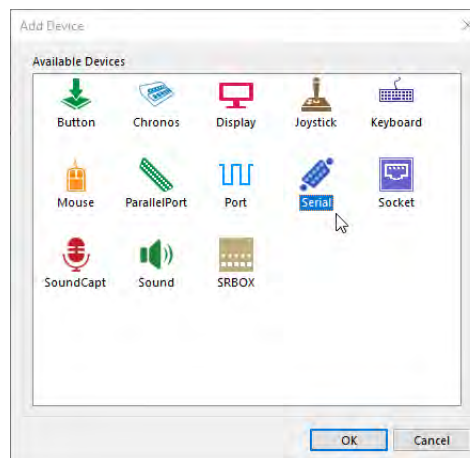 Add Device
Available Devices
Button Chronos Display Joystick Keyboard
Mouse ParallelPort Port Serial Socket
SoundCapt Sound SRBOX
OK Cancel